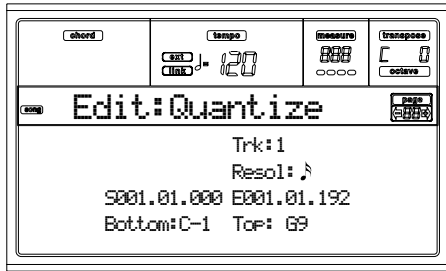 chord tempo measure transpose
ext link ♩= 120 888 C 0
octave
song Edit:Quantize page
Trk:1
Resol:♪
S001.01.000 E001.01.192
Bottom:C-1 Top: G9